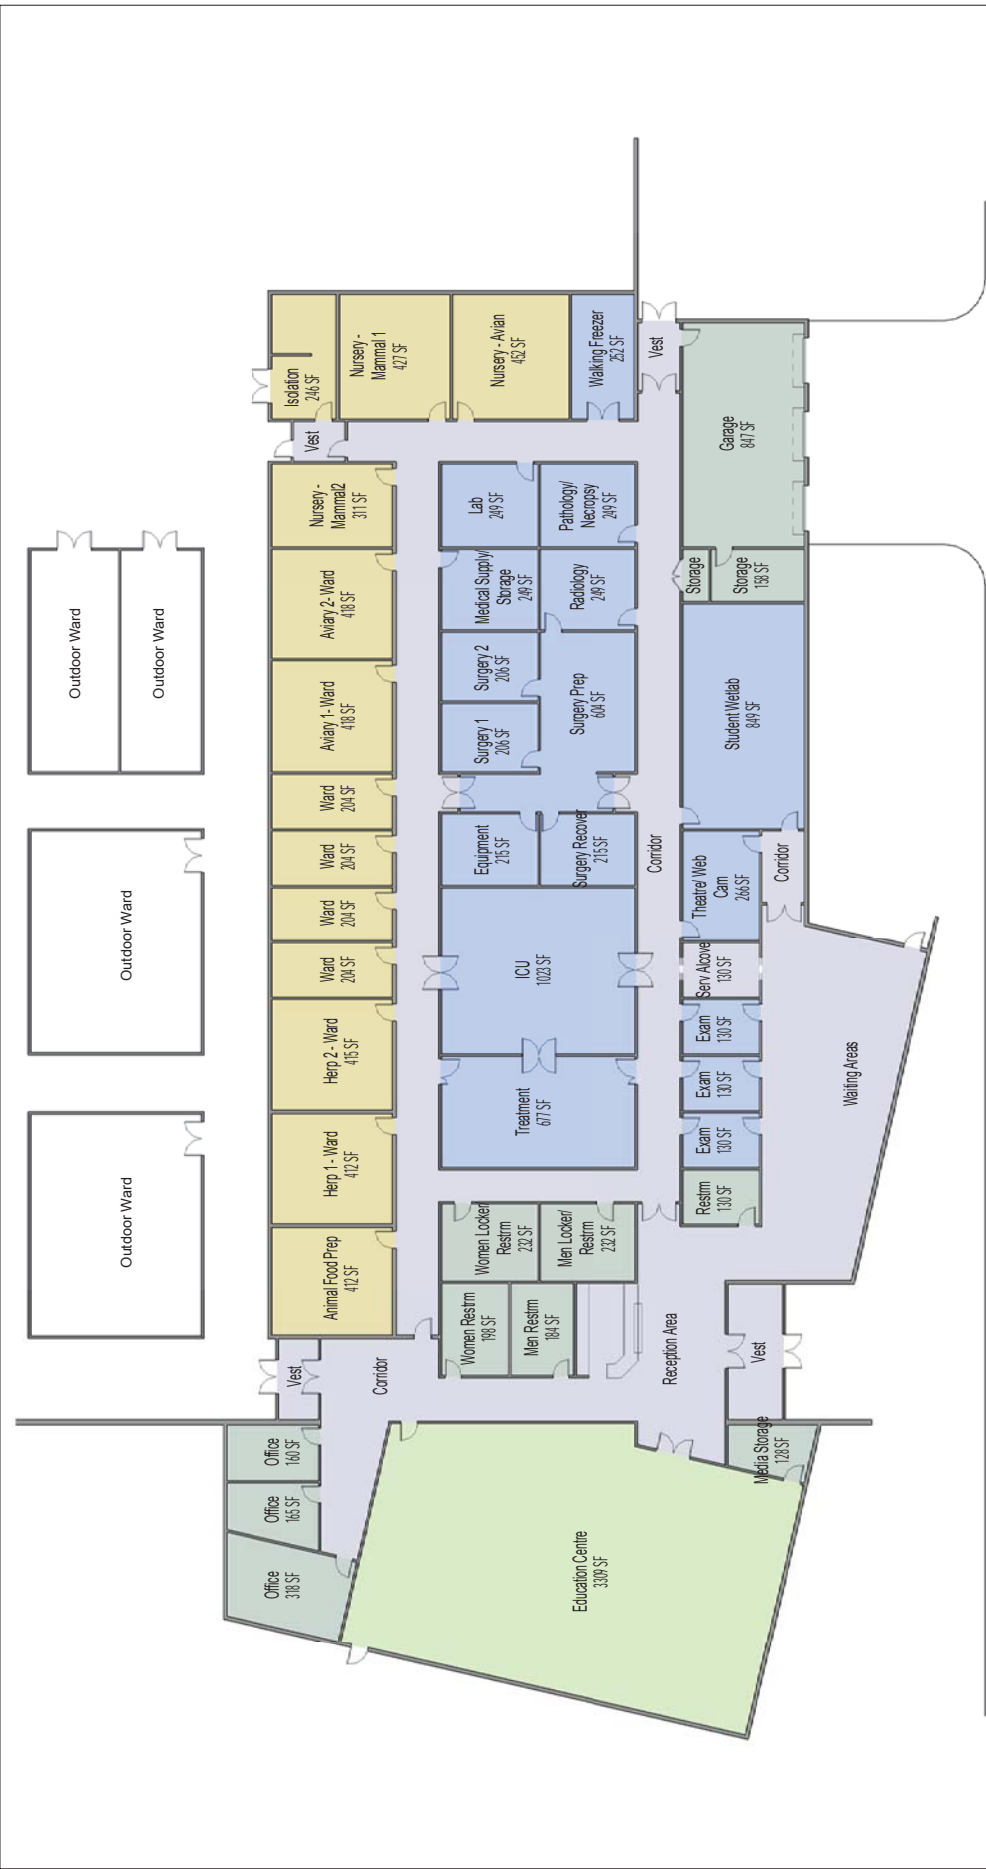 Outdoor Ward
Outdoor Ward
Outdoor Ward
Outdoor Ward
Office
318 SF
Office
165 SF
Office
160 SF
Vest
Corridor
Animal Food Prep
412 SF
Herp 1 - Ward
412 SF
Herp 2 - Ward
415 SF
Ward
204 SF
Ward
204 SF
Ward
204 SF
Ward
204 SF
Aviary 1- Ward
418 SF
Aviary 2- Ward
418 SF
Nursery -
Mammal2
311 SF
Vest
Isolation
246 SF
Nursery -
Mammal 1
427 SF
Nursery - Avian
452 SF
Walking Freezer
252 SF
Women Restrm
198 SF
Men Restrm
184 SF
Women Locker/
Restrm
232 SF
Men Locker/
Restrm
232 SF
Treatment
677 SF
ICU
1023 SF
Equipment
215 SF
Surgery Recover
215 SF
Surgery 1
206 SF
Surgery 2
206 SF
Surgery Prep
604 SF
Medical Supply/
Storage
249 SF
Radiology
249 SF
Lab
249 SF
Pathology/
Necropsy
249 SF
Education Centre
3309 SF
Reception Area
Corridor
Vest
Media Storage
128 SF
Vest
Restrm
130 SF
Exam
130 SF
Exam
130 SF
Exam
130 SF
Serv Alcove
130 SF
Theatre/ Web
Cam
266 SF
Corridor
Student Wetlab
849 SF
Storage
Storage
158 SF
Garage
847 SF
Waiting Areas